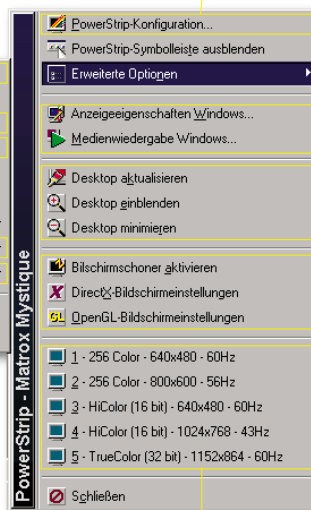 PowerStrip-Konfiguration...
PowerStrip-Symbolleiste ausblenden
Erweiterte Optionen
Anzeigeeigenschaften Windows...
Medienwiedergabe Windows...
Desktop aktualisieren
Desktop einblenden
Desktop minimieren
Bilschirmschoner aktivieren
DirectX-Bildschirmeinstellungen
OpenGL-Bildschirmeinstellungen
1 - 256 Color - 640x480 - 60Hz
2 - 256 Color - 800x600 - 56Hz
3 - HiColor (16 bit) - 640x480 - 60Hz
4 - HiColor (16 bit) - 1024x768 - 43Hz
5 - TrueColor (32 bit) - 1152x864 - 60Hz
Schließen
PowerStrip - Matrox Mystique